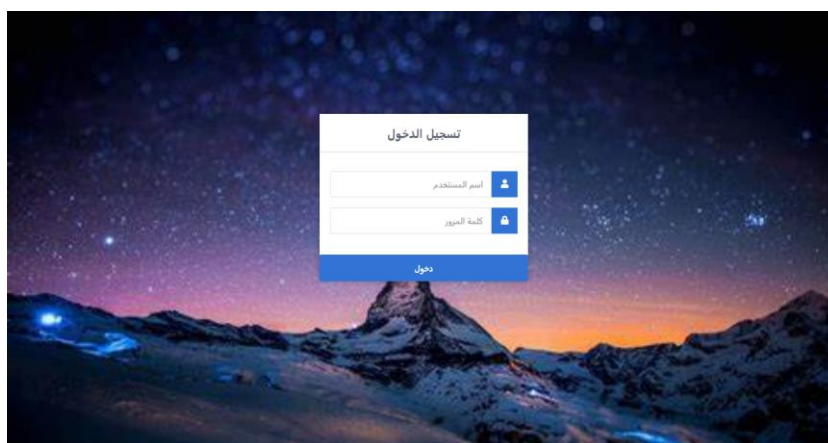 تسجيل الدخول
اسم المستخدم
كلمة المرور
دخول